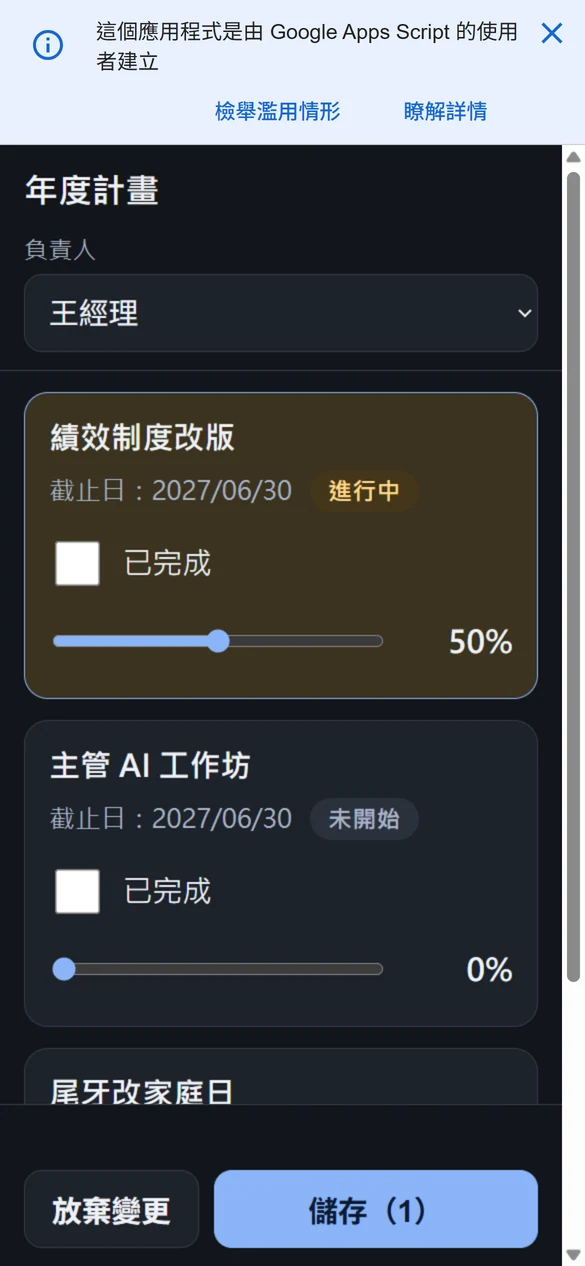 這個應用程式是由 Google Apps Script 的使用
者建立
檢舉濫用情形 瞭解詳情
年度計畫
負責人
王經理
績效制度改版
截止日：2027/06/30 進行中
已完成
50%
主管 AI 工作坊
截止日：2027/06/30 未開始
已完成
0%
尾牙改家庭日
放棄變更 儲存（1）